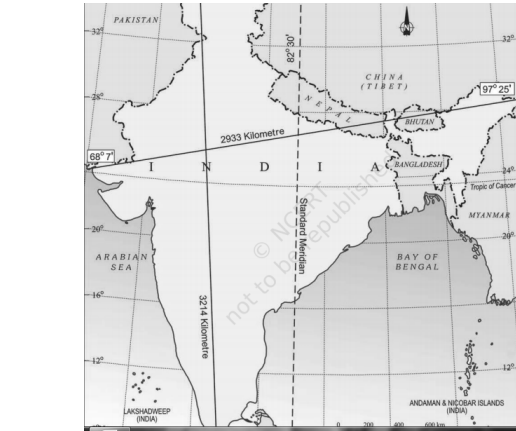 PAKISTAN
32°
32°
82° 30'
CHINA
(TIBET)
97° 25'
28°
NEPAL
BHUTAN
2933 Kilometre
68° 7'
INDIA
BANGLADESH
24°
Tropic of Cancer
MYANMAR
© NCERT
not to be republished
Standard Meridian
20°
20°
ARABIAN
SEA
BAY OF
BENGAL
16°
16°
3214 Kilometre
12°
12°
LAKSHADWEEP
(INDIA)
ANDAMAN & NICOBAR ISLANDS
(INDIA)
0 200 400 600 km